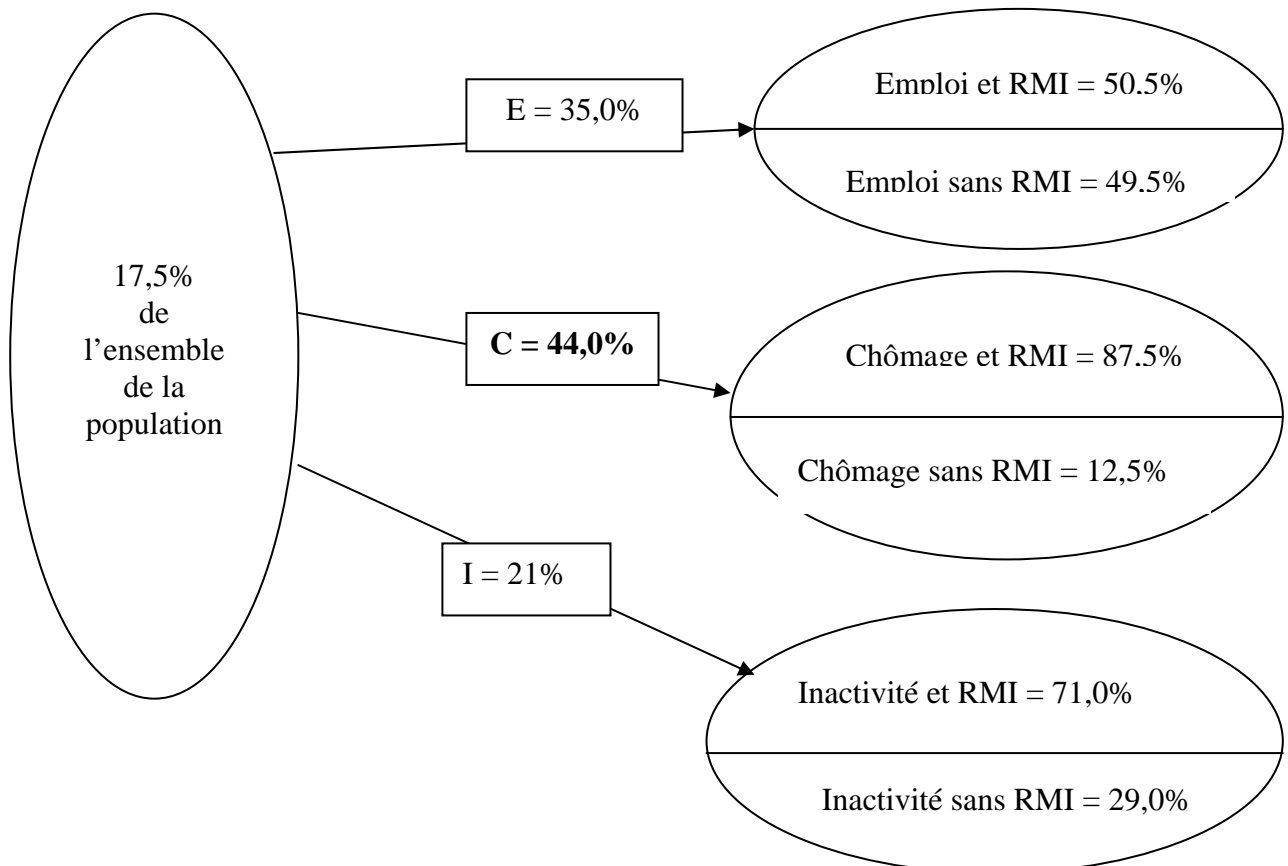 17,5%
de
l’ensemble
de la
population
E = 35,0%
Emploi et RMI = 50.5%
Emploi sans RMI = 49.5%
C = 44,0%
Chômage et RMI = 87.5%
Chômage sans RMI = 12,5%
I = 21%
Inactivité et RMI = 71,0%
Inactivité sans RMI = 29,0%